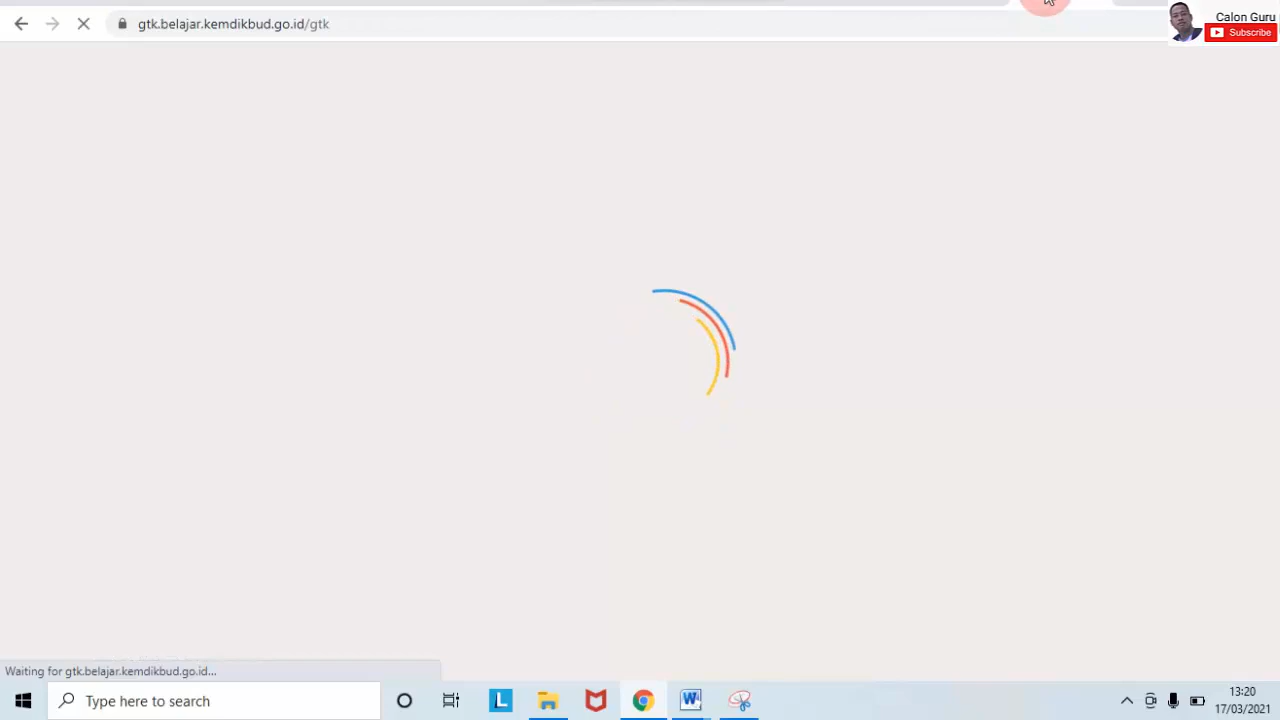 gtk.belajar.kemdikbud.go.id/gtk
Calon Guru
Subscribe
Waiting for gtk.belajar.kemdikbud.go.id...
L
W
Type here to search
13:20
17/03/2021